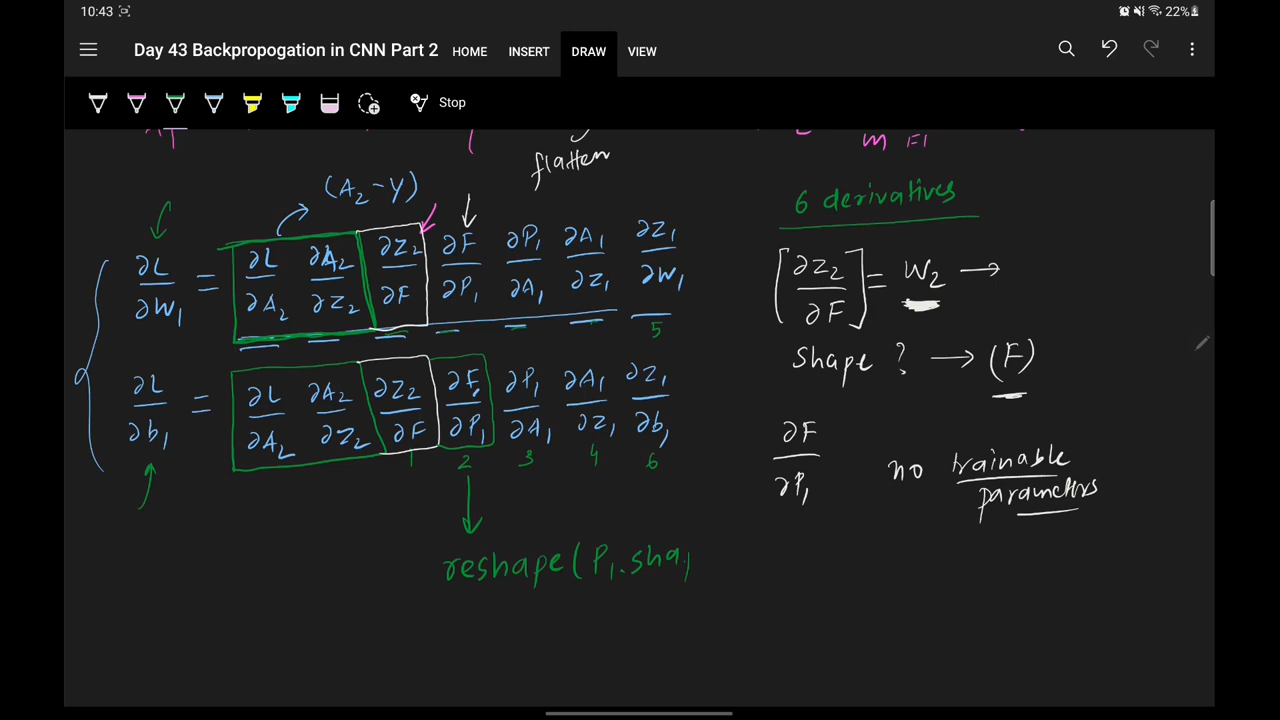 10:43
22%
Day 43 Backpropogation in CNN Part 2 HOME INSERT DRAW VIEW
Stop
flatten
m
(A₂-Y)
6 derivatives
∂L/∂W₁ = ∂L/∂A₂ ∂A₂/∂Z₂ ∂Z₂/∂F ∂F/∂P₁ ∂P₁/∂A₁ ∂A₁/∂Z₁ ∂Z₁/∂W₁
5
[∂Z₂/∂F] = W₂ →
Shape ? → (F)
∂L/∂b₁ = ∂L/∂A₂ ∂A₂/∂Z₂ ∂Z₂/∂F ∂F/∂P₁ ∂P₁/∂A₁ ∂A₁/∂Z₁ ∂Z₁/∂b₁
1 2 3 4 6
∂F/∂P₁ no trainable
parameters
reshape(P₁.sha